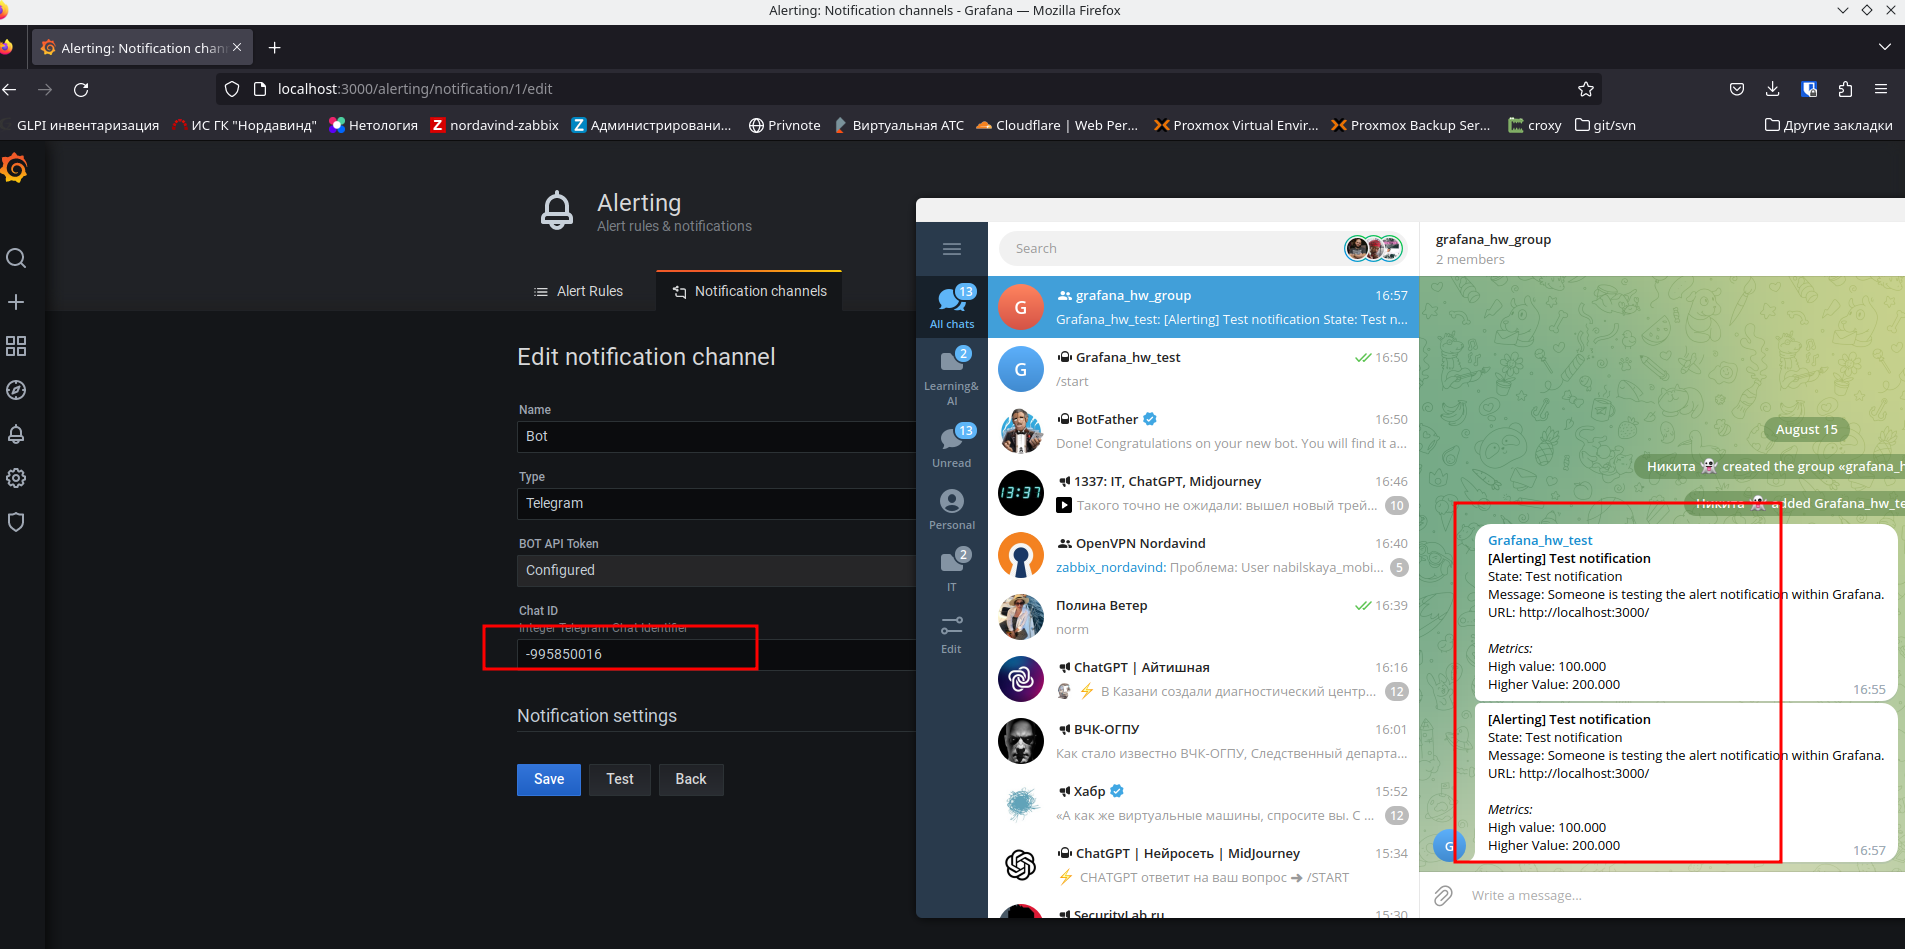 Alerting: Notification channels - Grafana — Mozilla Firefox
Alerting: Notification chan
localhost:3000/alerting/notification/1/edit
GLPI инвентаризация
ИС ГК "Нордавинд"
Нетология
nordavind-zabbix
Администрировани...
Privnote
Виртуальная АТС
Cloudflare | Web Per...
Proxmox Virtual Envir...
Proxmox Backup Ser...
croxy
git/svn
Другие закладки
Alerting
Alert rules & notifications
Alert Rules
Notification channels
Edit notification channel
Name
Bot
Type
Telegram
BOT API Token
Configured
Chat ID
Integer Telegram Chat Identifier
-995850016
Notification settings
Save
Test
Back
13
All chats
2
Learning&
AI
13
Unread
Personal
2
IT
Edit
Search
G
grafana_hw_group
16:57
Grafana_hw_test: [Alerting] Test notification State: Test n...
G
Grafana_hw_test
16:50
/start
BotFather
16:50
Done! Congratulations on your new bot. You will find it a...
13:37
1337: IT, ChatGPT, Midjourney
16:46
Такого точно не ожидали: вышел новый трей...
10
OpenVPN Nordavind
16:40
zabbix_nordavind: Проблема: User nabilskaya_mobi...
5
Полина Ветер
16:39
norm
ChatGPT | Айтишная
16:16
В Казани создали диагностический центр...
12
ВЧК-ОГПУ
16:01
Как стало известно ВЧК-ОГПУ, Следственный департа...
Хабр
15:52
«А как же виртуальные машины, спросите вы. С ...
12
ChatGPT | Нейросеть | MidJourney
15:34
⚡ CHATGPT ответит на ваш вопрос ➔ /START
SecurityLab.ru
15:30
grafana_hw_group
2 members
August 15
Никита 👻 created the group «grafana_h
Никита 👻 added Grafana_hw_te
Grafana_hw_test
[Alerting] Test notification
State: Test notification
Message: Someone is testing the alert notification within Grafana.
URL: http://localhost:3000/
Metrics:
High value: 100.000
Higher Value: 200.000
16:55
[Alerting] Test notification
State: Test notification
Message: Someone is testing the alert notification within Grafana.
URL: http://localhost:3000/
Metrics:
High value: 100.000
Higher Value: 200.000
16:57
G
Write a message...